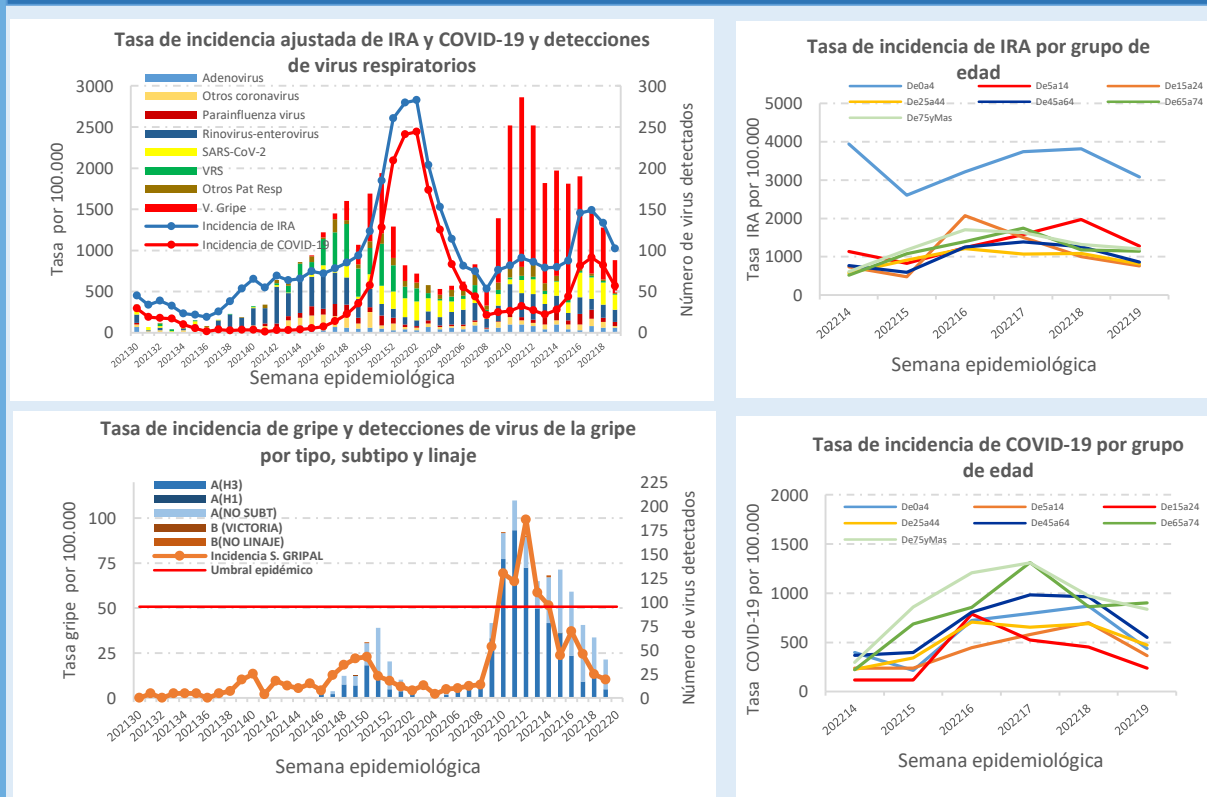 Tasa de incidencia ajustada de IRA y COVID-19 y detecciones
de virus respiratorios
Adenovirus
Otros coronavirus
Parainfluenza virus
Rinovirus-enterovirus
SARS-CoV-2
VRS
Otros Pat Resp
V. Gripe
Incidencia de IRA
Incidencia de COVID-19
Tasa por 100.000
3000
2500
2000
1500
1000
500
0
Número de virus detectados
300
250
200
150
100
50
0
202130
202132
202134
202136
202138
202140
202142
202144
202146
202148
202150
202152
202202
202204
202206
202208
202210
202212
202214
202216
202218
Semana epidemiológica
Tasa de incidencia de IRA por grupo de
edad
De0a4
De5a14
De15a24
De25a44
De45a64
De65a74
De75yMas
Tasa IRA por 100.000
5000
4000
3000
2000
1000
0
202214
202215
202216
202217
202218
202219
Semana epidemiológica
Tasa de incidencia de gripe y detecciones de virus de la gripe
por tipo, subtipo y linaje
A(H3)
A(H1)
A(NO SUBT)
B (VICTORIA)
B(NO LINAJE)
Incidencia S. GRIPAL
Umbral epidémico
Tasa gripe por 100.000
100
75
50
25
0
Número de virus detectados
225
200
175
150
125
100
75
50
25
0
202130
202132
202134
202136
202138
202140
202142
202144
202146
202148
202150
202152
202202
202204
202206
202208
202210
202212
202214
202216
202218
202220
Semana epidemiológica
Tasa de incidencia de COVID-19 por grupo
de edad
De0a4
De5a14
De15a24
De25a44
De45a64
De65a74
De75yMas
Tasa COVID-19 por 100.000
2000
1500
1000
500
0
202214
202215
202216
202217
202218
202219
Semana epidemiológica